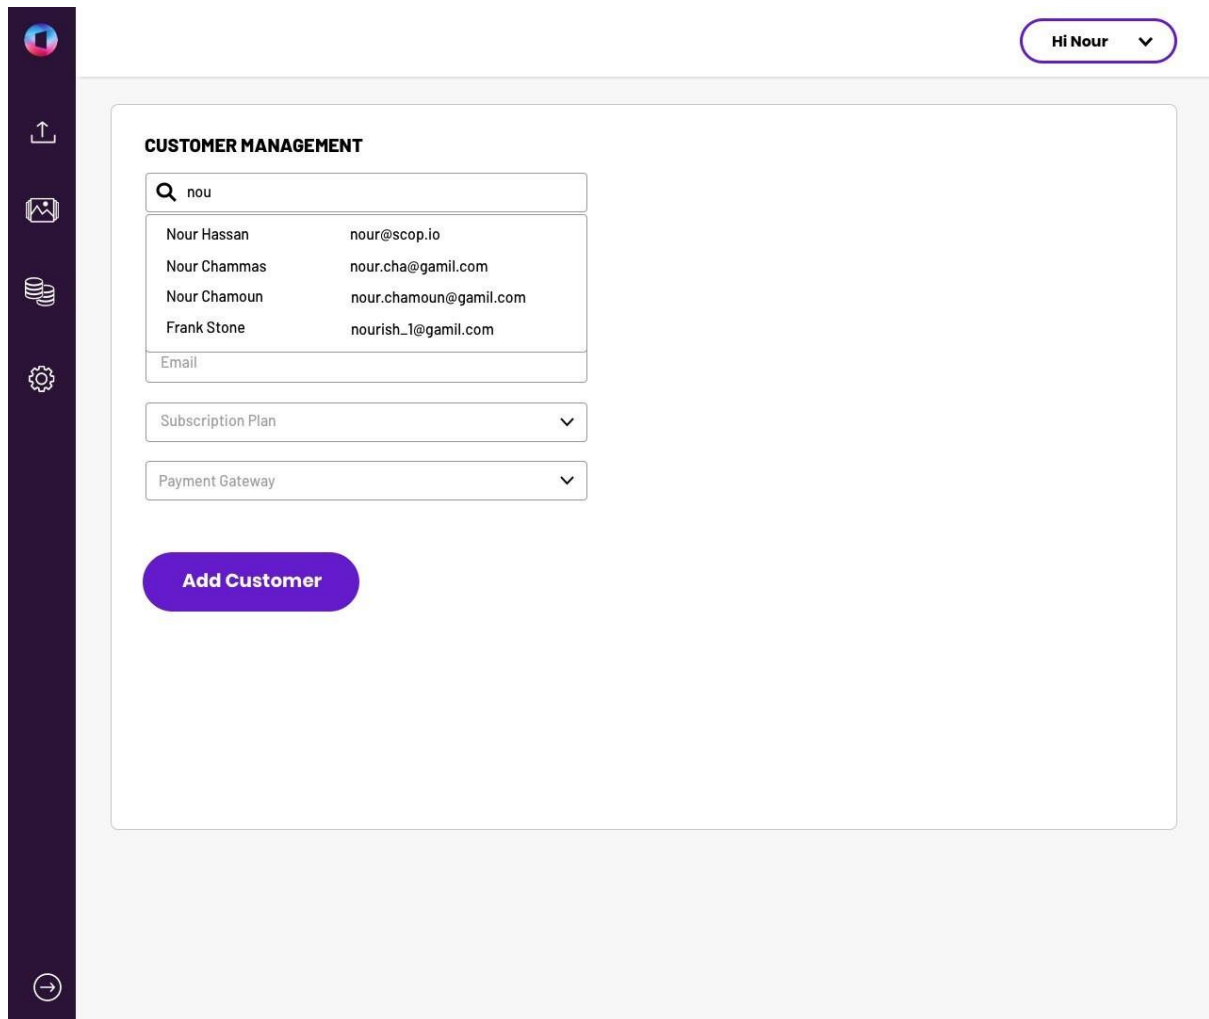 Hi Nour
CUSTOMER MANAGEMENT
nou
Nour Hassan nour@scop.io
Nour Chammas nour.cha@gamil.com
Nour Chamoun nour.chamoun@gamil.com
Frank Stone nourish_1@gamil.com
Email
Subscription Plan
Payment Gateway
Add Customer